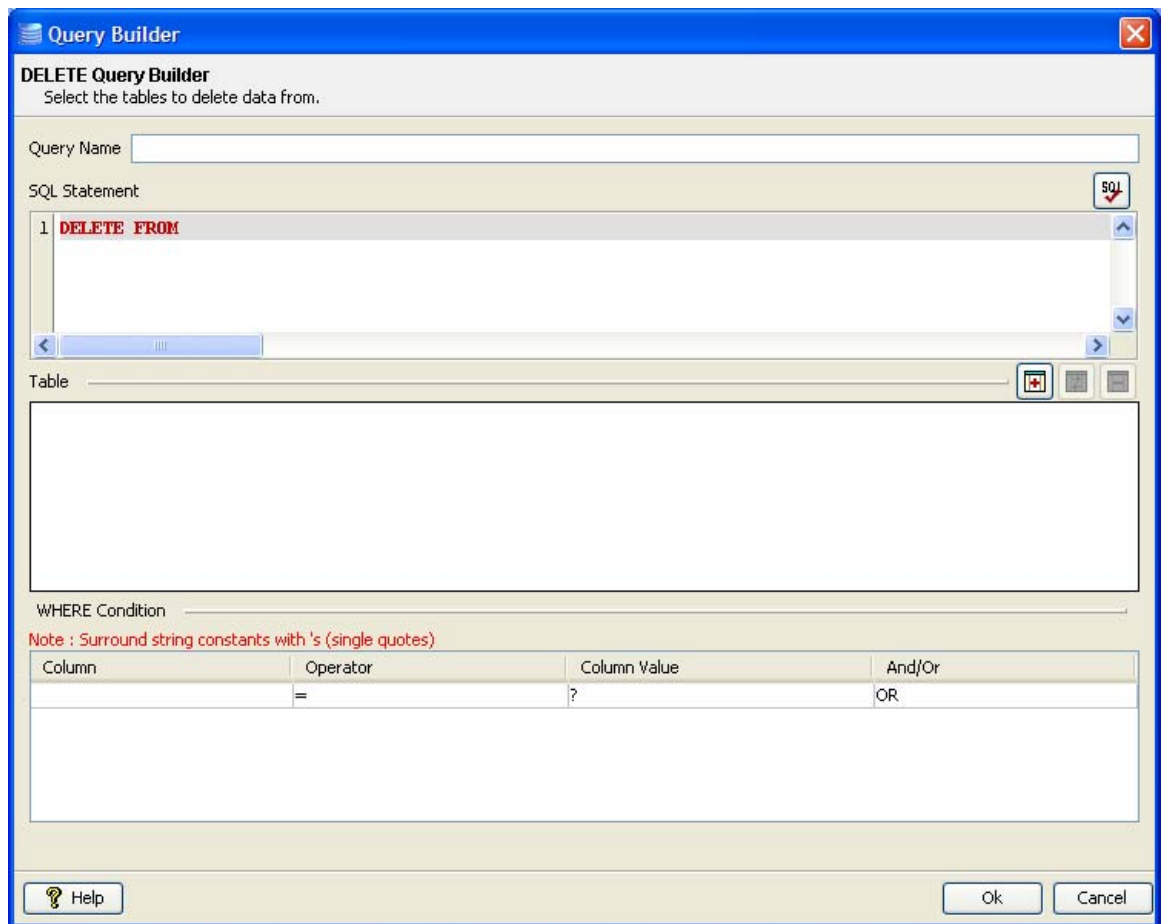 Query Builder
DELETE Query Builder
Select the tables to delete data from.
Query Name
SQL Statement
SQL
1 DELETE FROM
Table
WHERE Condition
Note : Surround string constants with 's (single quotes)
Column Operator Column Value And/Or
= ? OR
Help Ok Cancel